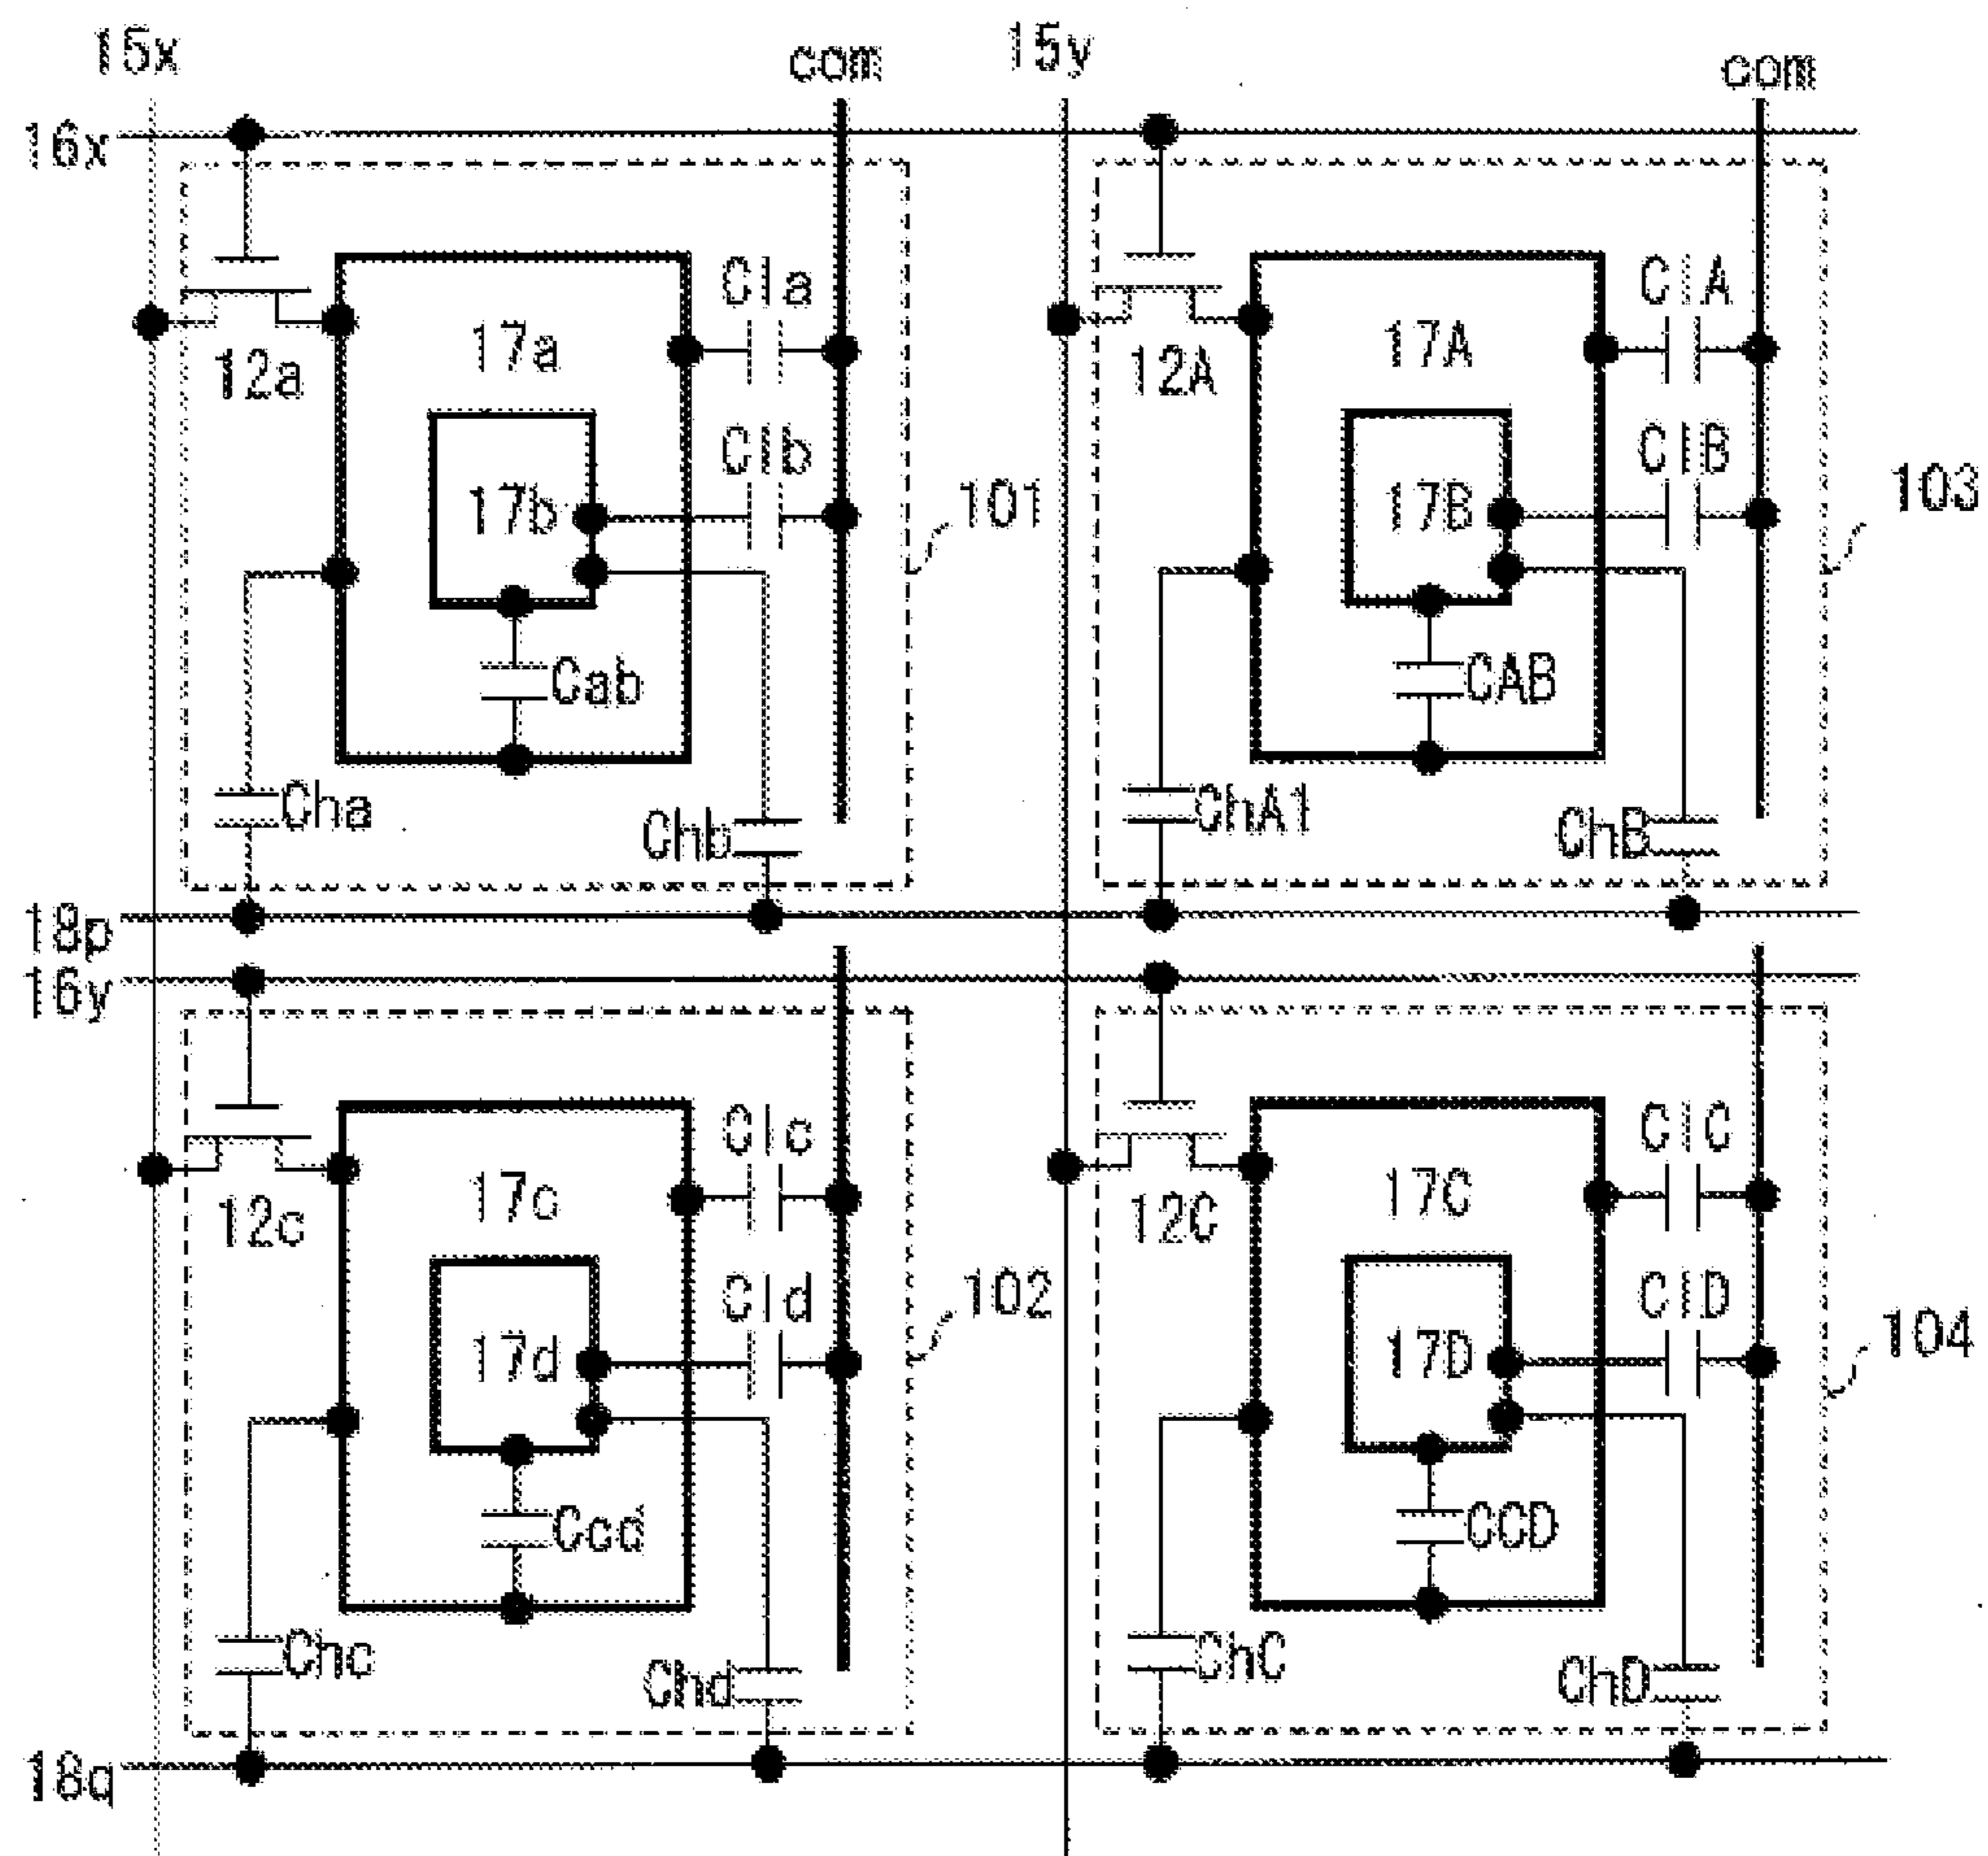 15x com 15y com
16x
Cla ClA
17a 17A
12a 12A
Clb ClB
17b 101 17B 103
Cab CAB
Cha ChA1
Chb ChB
18p
16y
Clc ClC
17c 17C
12c 12C
Cld 102 ClD
17d 17D 104
Ccd CCD
Chc ChC
Chd ChD
18q